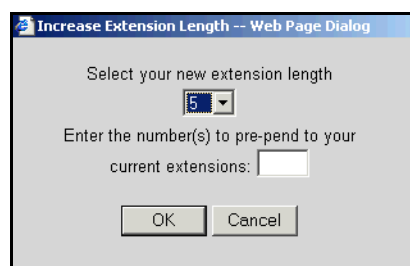 Increase Extension Length -- Web Page Dialog
Select your new extension length
5
Enter the number(s) to pre-pend to your
current extensions:
OK Cancel